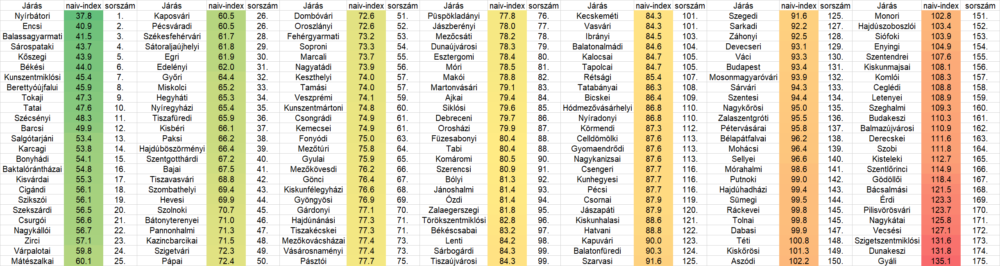 Járás naiv-index sorszám Járás naiv-index sorszám Járás naiv-index sorszám Járás naiv-index sorszám Járás naiv-index sorszám Járás naiv-index sorszám Járás naiv-index sorszám
Nyírbátori 37.8 1. Kaposvári 60.5 26. Dombóvári 72.6 51. Püspökladányi 77.8 76. Kecskeméti 84.3 101. Szegedi 91.6 125. Monori 102.8 151.
Encsi 40.9 2. Pécsváradi 60.5 26. Oroszlányi 72.6 52. Jászberényi 78.0 77. Vasvári 84.3 101. Sarkadi 92.2 127. Hajdúszoboszlói 103.4 152.
Balassagyarmati 41.5 3. Székesfehérvári 61.7 28. Fehérgyarmati 73.2 53. Mezőcsáti 78.2 78. Ibrányi 84.5 103. Záhonyi 92.5 128. Siófoki 103.9 153.
Sárospataki 43.7 4. Sátoraljaújhelyi 61.8 29. Soproni 73.3 54. Dunaújvárosi 78.3 79. Balatonalmádi 84.6 104. Devecseri 93.1 129. Enyingi 104.9 154.
Kőszegi 43.9 5. Egri 61.9 30. Marcali 73.7 55. Esztergomi 78.4 80. Kalocsai 84.7 105. Váci 93.3 130. Szentendrei 107.6 155.
Békési 44.0 6. Edelényi 62.0 31. Nagyatádi 73.9 56. Móri 78.5 81. Tapolcai 84.7 105. Budapest 93.4 131. Kiskunmajsai 108.1 156.
Kunszentmiklósi 45.4 7. Győri 64.4 32. Keszthelyi 74.0 57. Makói 78.8 82. Rétsági 85.4 107. Mosonmagyaróvári 93.9 132. Komlói 108.3 157.
Berettyóújfalui 45.9 8. Miskolci 65.2 33. Tamási 74.0 57. Martonvásári 79.1 83. Tatabányai 86.3 108. Sárvári 94.3 133. Ceglédi 108.8 158.
Tokaji 47.3 9. Hegyháti 65.3 34. Veszprémi 74.1 59. Ajkai 79.4 84. Bicskei 86.4 109. Szentesi 94.4 134. Letenyei 108.9 159.
Tatai 47.6 10. Nyíregyházi 65.4 35. Kunszentmártoni 74.8 60. Siklósi 79.6 85. Hódmezővásárhelyi 86.8 110. Nagykőrösi 95.0 135. Szeghalmi 109.3 160.
Szécsényi 48.3 11. Tiszafüredi 65.9 36. Csongrádi 74.9 61. Debreceni 79.7 86. Nyíradonyi 86.8 110. Zalaszentgróti 95.5 136. Budakeszi 110.3 161.
Barcsi 49.9 12. Kisbéri 66.1 37. Kemecsei 74.9 61. Orosházi 79.9 87. Körmendi 87.3 112. Pétervásárai 95.8 137. Balmazújvárosi 110.9 162.
Salgótarjáni 53.4 13. Paksi 66.2 38. Fonyódi 75.0 63. Füzesabonyi 80.4 88. Celldömölki 87.6 113. Bélapátfalvai 96.2 138. Derecskei 111.6 163.
Karcagi 53.8 14. Hajdúböszörményi 66.4 39. Mezőtúri 75.8 64. Tabi 80.4 88. Gyomaendrődi 87.6 113. Mohácsi 96.4 139. Szobi 111.8 164.
Bonyhádi 54.1 15. Szentgotthárdi 67.2 40. Gyulai 75.9 65. Komáromi 80.5 90. Nagykanizsai 87.6 113. Sellyei 96.6 140. Kisteleki 112.7 165.
Baktalórántházai 54.8 16. Bajai 67.5 41. Mezőkövesdi 76.2 66. Szerencsi 80.9 91. Csengeri 87.7 116. Mórahalmi 98.6 141. Szentlőrinci 114.9 166.
Kisvárdai 55.3 17. Tiszavasvári 68.8 42. Gönci 76.4 67. Bólyi 81.3 92. Kunhegyesi 87.7 116. Putnoki 99.0 142. Gödöllői 118.4 167.
Cigándi 56.1 18. Szombathelyi 69.4 43. Kiskunfélegyházi 76.6 68. Jánoshalmi 81.4 93. Pécsi 87.7 116. Hajdúhadházi 99.4 143. Bácsalmási 121.5 168.
Szikszói 56.1 19. Hevesi 69.9 44. Gyöngyösi 76.9 69. Ózdi 81.4 94. Csornai 87.9 119. Sümegi 99.5 144. Érdi 123.3 169.
Szekszárdi 56.5 20. Szolnoki 70.7 45. Gárdonyi 77.1 70. Zalaegerszegi 81.8 95. Jászapáti 87.9 120. Ráckevei 99.8 145. Pilisvörösvári 123.7 170.
Csurgói 56.6 21. Bátonyterenyei 71.0 46. Hajdúnánási 77.3 71. Törökszentmiklósi 82.8 96. Kiskunhalasi 88.6 121. Tolnai 99.8 145. Nagykátai 125.8 171.
Nagykállói 56.7 22. Pannonhalmi 71.3 47. Tiszakécskei 77.3 71. Békéscsabai 83.2 97. Hatvani 88.8 122. Dabasi 99.9 147. Vecsési 127.1 172.
Zirci 57.1 23. Kazincbarcikai 71.5 48. Mezőkovácsházai 77.4 73. Lenti 84.2 98. Kapuvári 90.0 123. Téti 100.8 148. Szigetszentmiklósi 131.6 173.
Várpalotai 59.8 24. Szigetvári 72.3 49. Vásárosnaményi 77.4 73. Sárbogárdi 84.3 99. Balatonfüredi 90.3 124. Kiskőrösi 101.3 149. Dunakeszi 131.8 174.
Mátészalkai 60.1 25. Pápai 72.4 50. Pásztói 77.7 75. Tiszaújvárosi 84.3 99. Szarvasi 91.6 125. Aszódi 102.2 150. Gyáli 135.1 175.